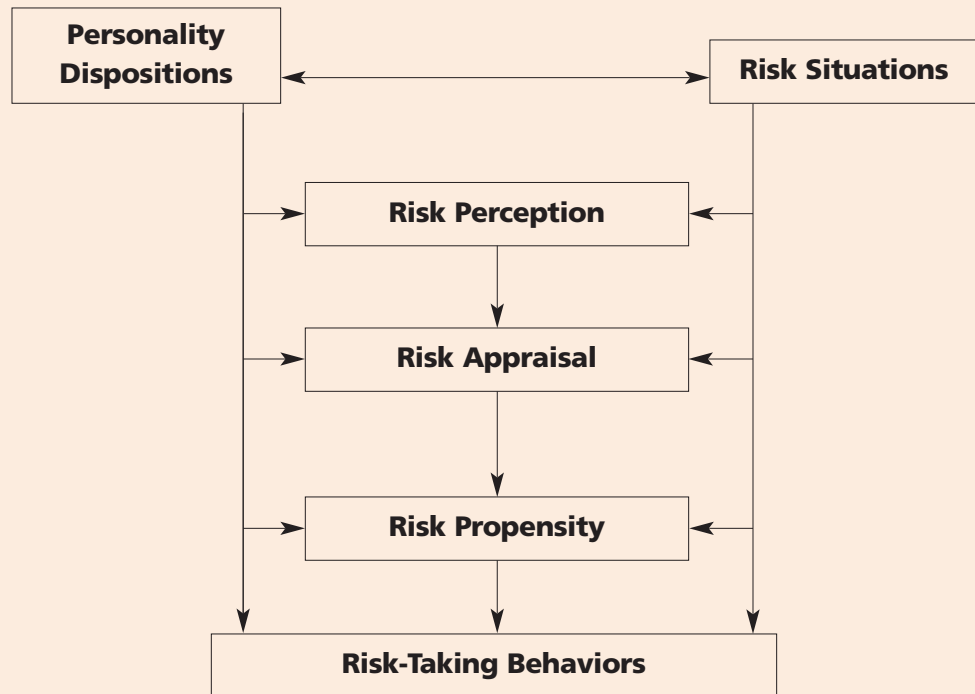 Personality
Dispositions
Risk Situations
Risk Perception
Risk Appraisal
Risk Propensity
Risk-Taking Behaviors